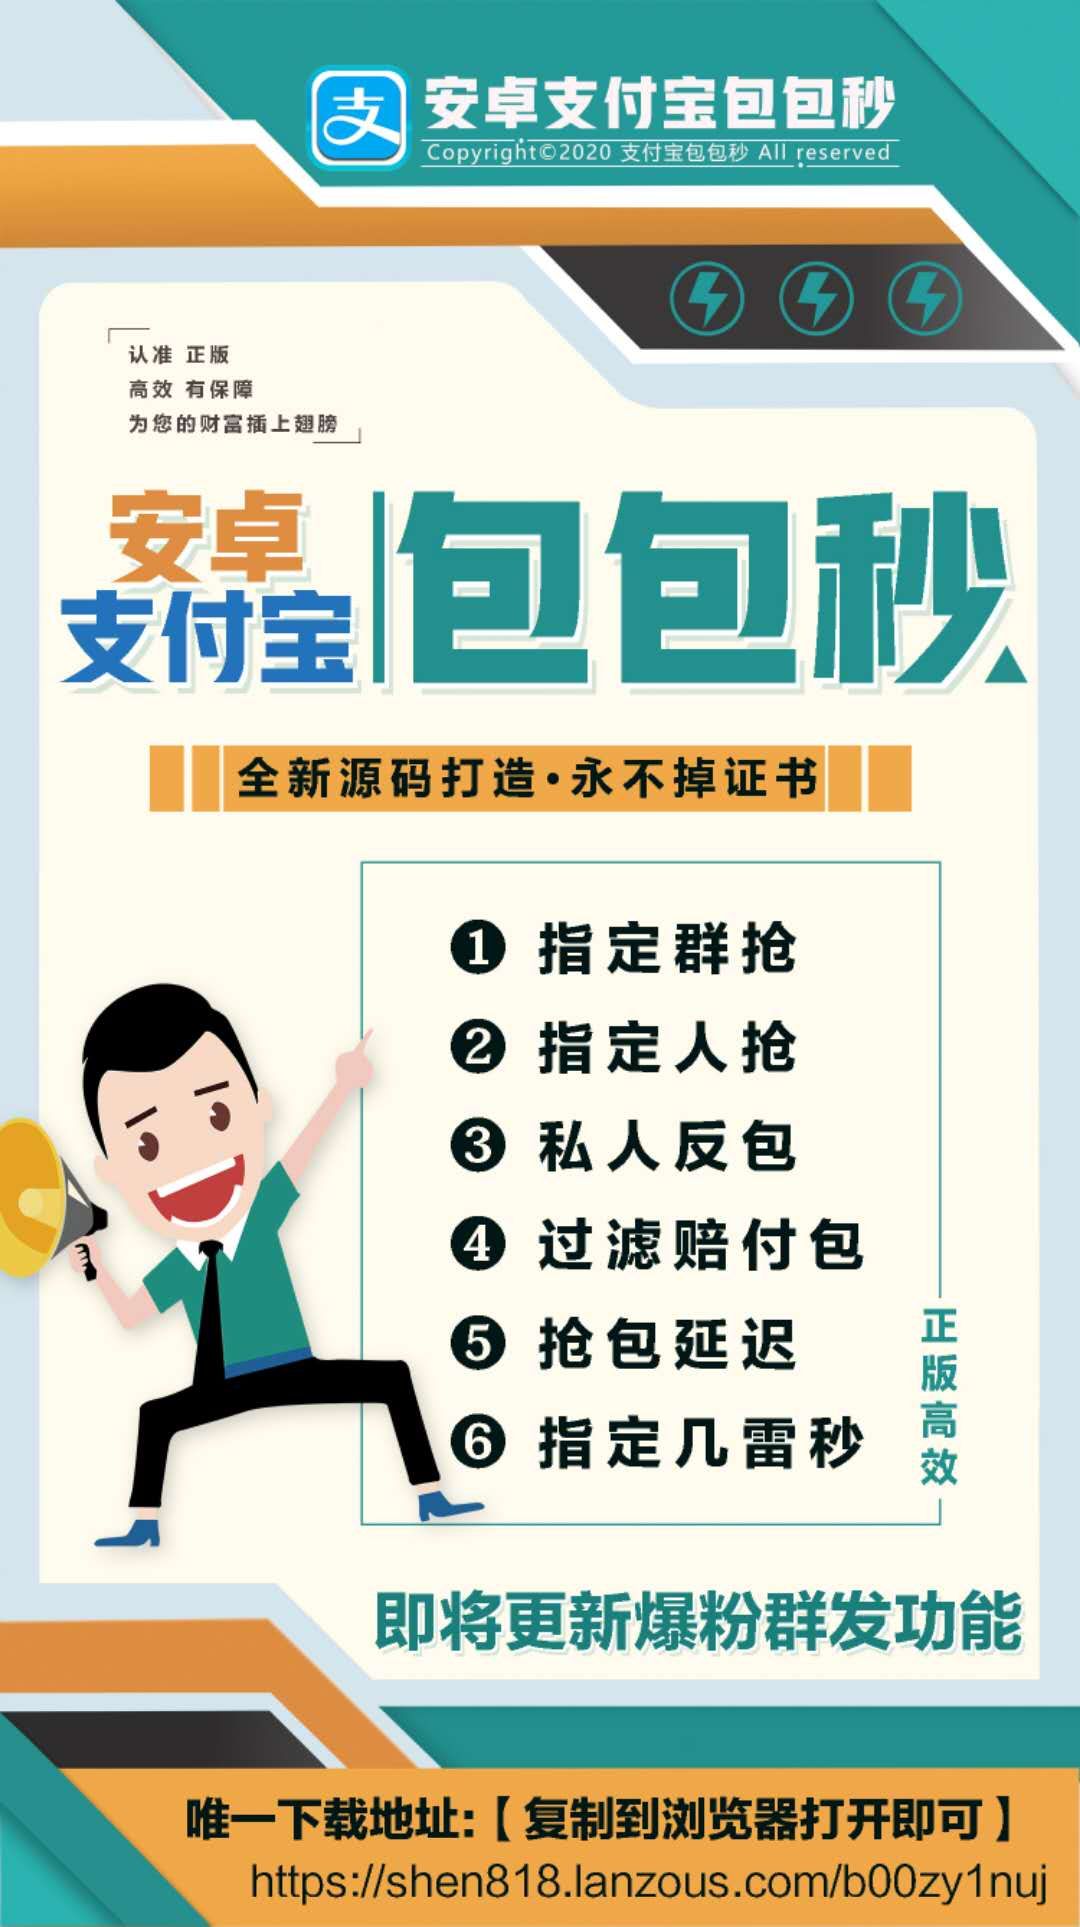 支 安卓支付宝包包秒
Copyright©2020 支付宝包包秒 All reserved
认准 正版
高效 有保障
为您的财富插上翅膀
安卓
支付宝
包包秒
全新源码打造·永不掉证书
❶ 指定群抢
❷ 指定人抢
❸ 私人反包
❹ 过滤赔付包
❺ 抢包延迟
❻ 指定几雷秒
正版高效
即将更新爆粉群发功能
唯一下载地址:【复制到浏览器打开即可】
https://shen818.lanzous.com/b00zy1nuj